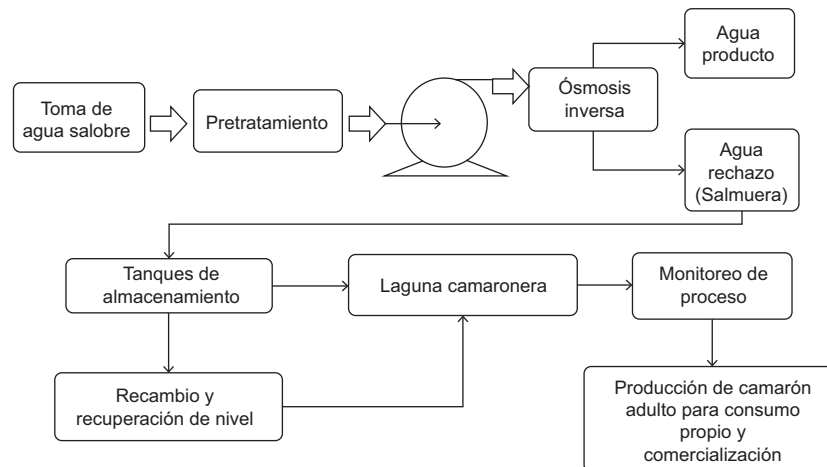 Toma de
agua salobre
Pretratamiento
Ósmosis
inversa
Agua
producto
Agua
rechazo
(Salmuera)
Tanques de
almacenamiento
Laguna camaronera
Monitoreo de
proceso
Recambio y
recuperación de nivel
Producción de camarón
adulto para consumo
propio y
comercialización